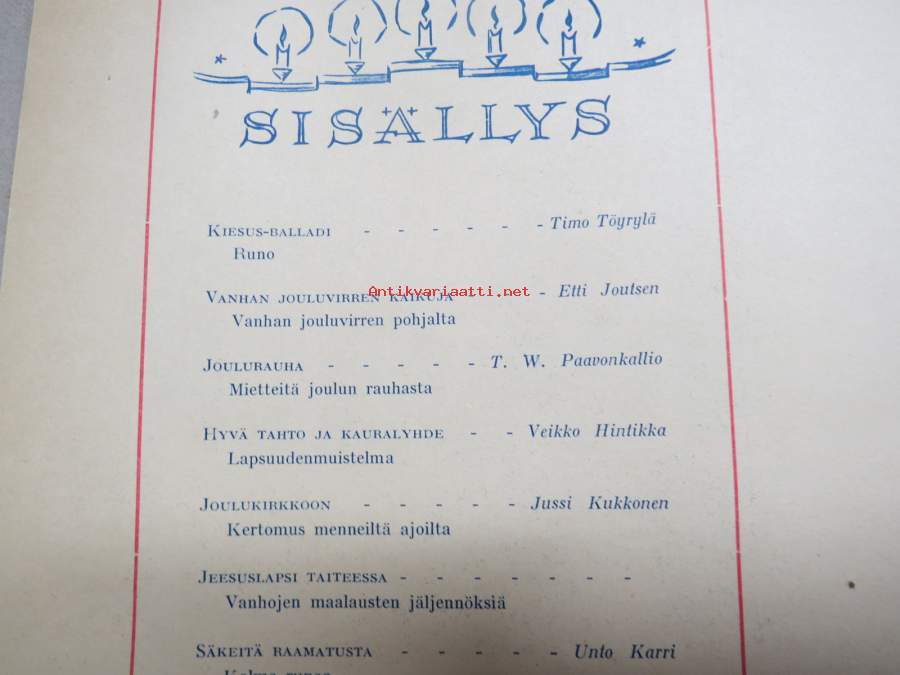 SISÄLLYS
KIESUS-BALLADI - - - - - - Timo Töyrylä
Runo
VANHAN JOULUVIRREN KAIKUJA - Etti Joutsen
Antikvariaatti.net
Vanhan jouluvirren pohjalta
JOULURAUHA - - - - - T. W. Paavonkallio
Mietteitä joulun rauhasta
HYVÄ TAHTO JA KAURALYHDE - - Veikko Hintikka
Lapsuudenmuistelma
JOULUKIRKKOON - - - - - Jussi Kukkonen
Kertomus menneiltä ajoilta
JEESUSLAPSI TAITEESSA - - - - - - -
Vanhojen maalausten jäljennöksiä
SÄKEITÄ RAAMATUSTA - - - - - Unto Karri